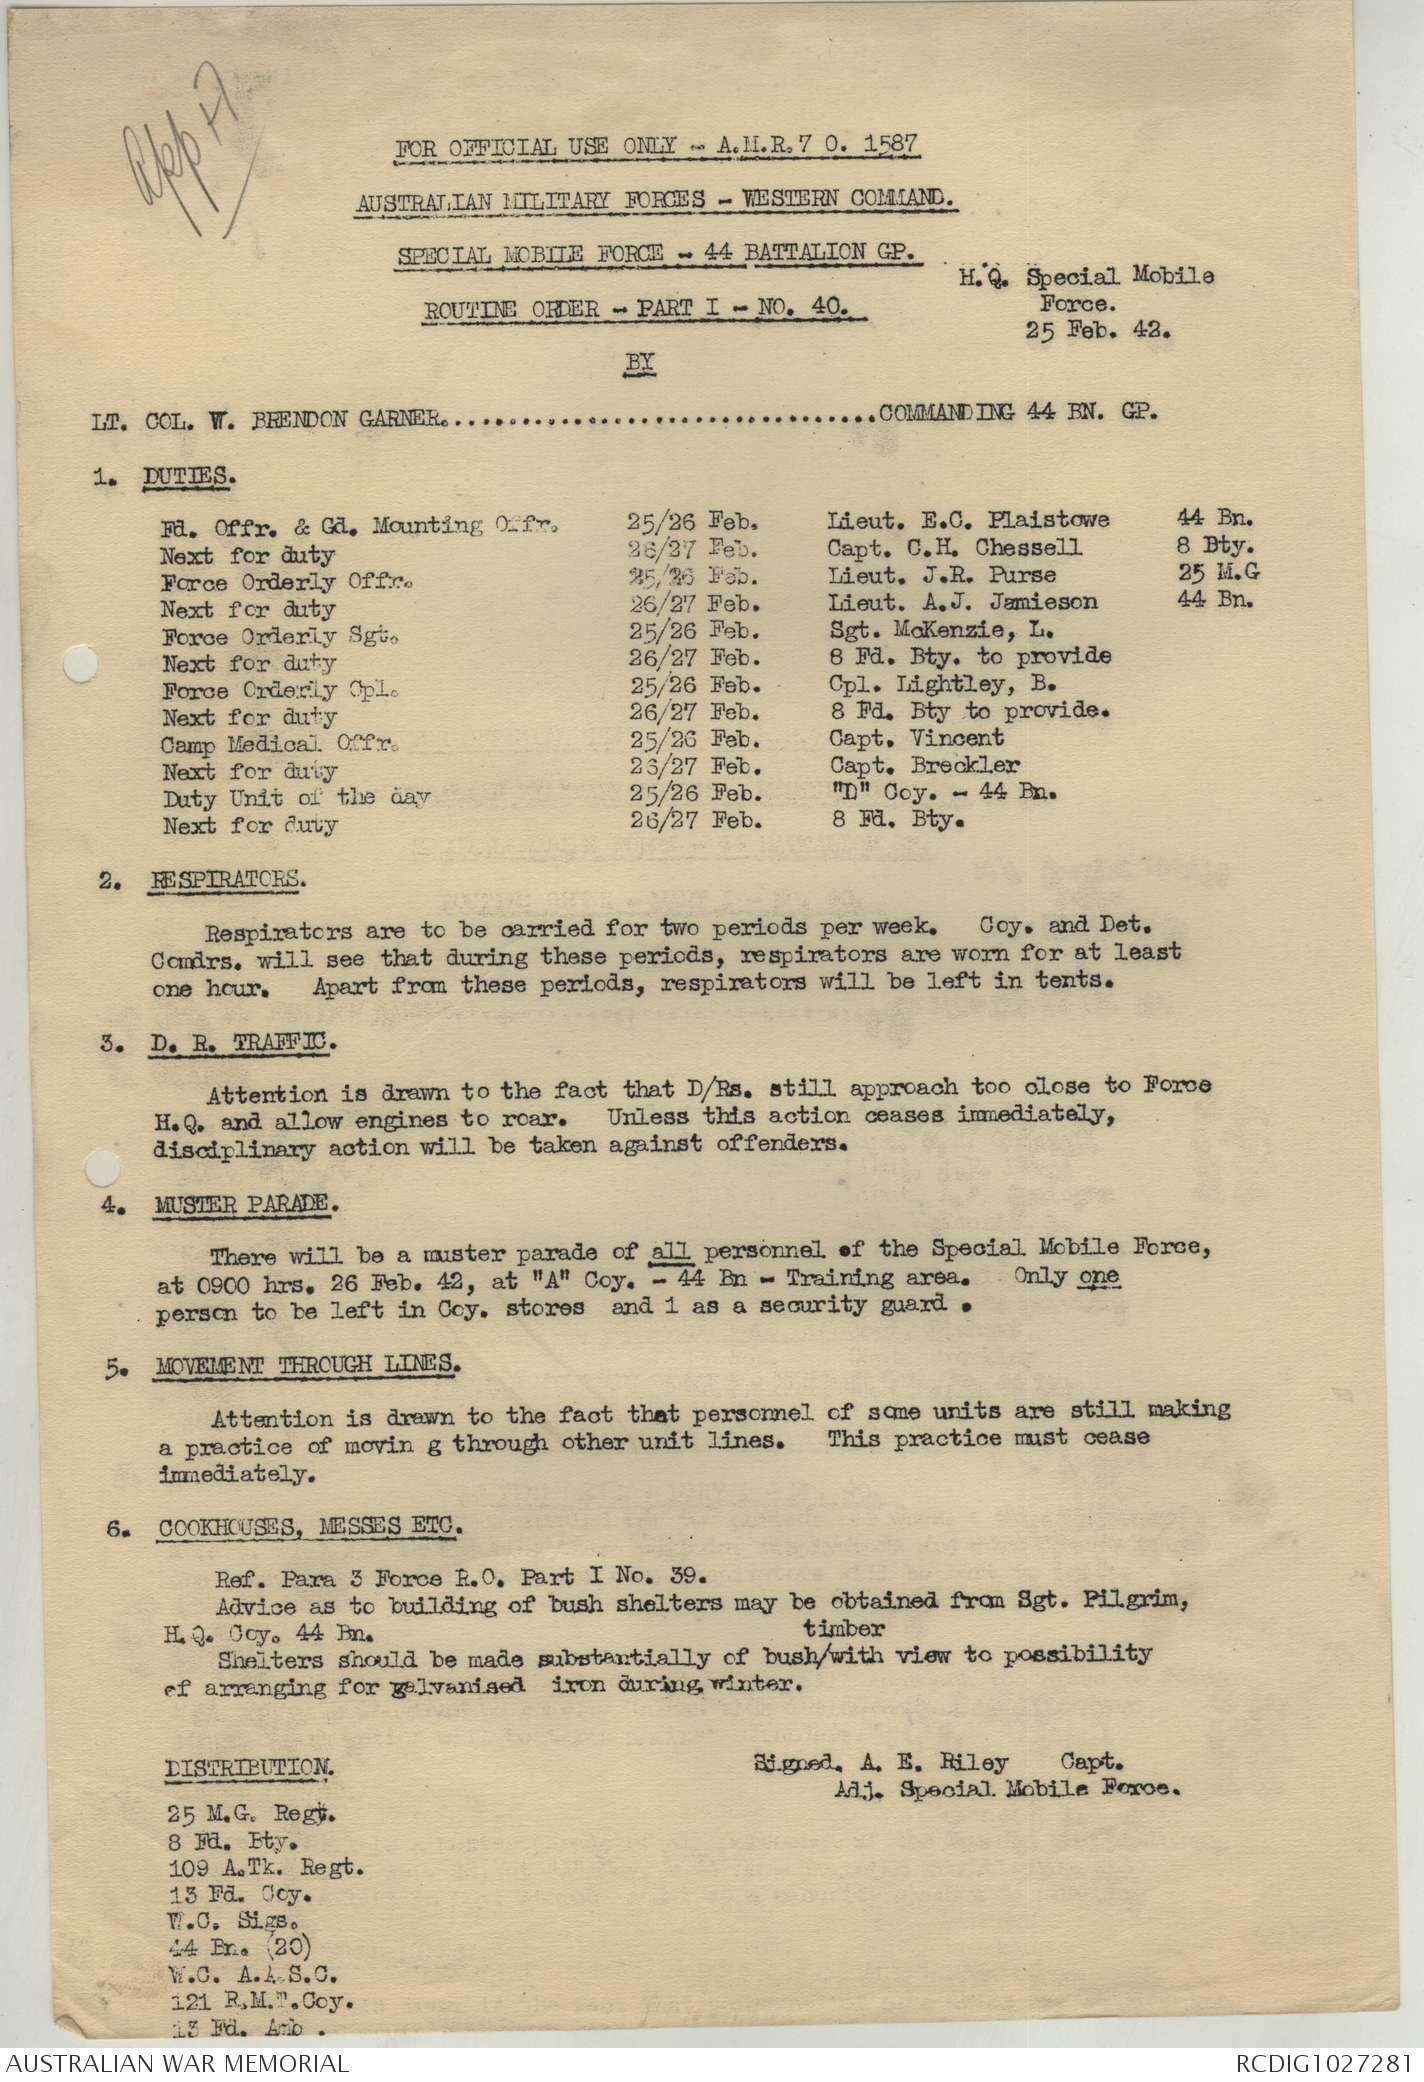 App H
FOR OFFICIAL USE ONLY - A.M.R.7 O. 1587
AUSTRALIAN MILITARY FORCES - WESTERN COMMAND.
SPECIAL MOBILE FORCE - 44 BATTALION GP.
H.Q. Special Mobile
Force.
25 Feb. 42.
ROUTINE ORDER - PART I - NO. 40.
BY
LT. COL. W. BRENDON GARNER.................................COMMANDING 44 BN. GP.
1. DUTIES.
Fd. Offr. & Gd. Mounting Offr. 25/26 Feb. Lieut. E.C. Plaistowe 44 Bn.
Next for duty 26/27 Feb. Capt. C.H. Chessell 8 Bty.
Force Orderly Offr. 25/26 Feb. Lieut. J.R. Purse 25 M.G
Next for duty 26/27 Feb. Lieut. A.J. Jamieson 44 Bn.
Force Orderly Sgt. 25/26 Feb. Sgt. McKenzie, L.
Next for duty 26/27 Feb. 8 Fd. Bty. to provide
Force Orderly Cpl. 25/26 Feb. Cpl. Lightley, B.
Next for duty 26/27 Feb. 8 Fd. Bty to provide.
Camp Medical Offr. 25/26 Feb. Capt. Vincent
Next for duty 26/27 Feb. Capt. Breckler
Duty Unit of the day 25/26 Feb. "D" Coy. - 44 Bn.
Next for duty 26/27 Feb. 8 Fd. Bty.
2. RESPIRATORS.
Respirators are to be carried for two periods per week. Coy. and Det.
Comdrs. will see that during these periods, respirators are worn for at least
one hour. Apart from these periods, respirators will be left in tents.
3. D. R. TRAFFIC.
Attention is drawn to the fact that D/Rs. still approach too close to Force
H.Q. and allow engines to roar. Unless this action ceases immediately,
disciplinary action will be taken against offenders.
4. MUSTER PARADE.
There will be a muster parade of all personnel of the Special Mobile Force,
at 0900 hrs. 26 Feb. 42, at "A" Coy. - 44 Bn - Training area. Only one
person to be left in Coy. stores and 1 as a security guard .
5. MOVEMENT THROUGH LINES.
Attention is drawn to the fact that personnel of some units are still making
a practice of movin g through other unit lines. This practice must cease
immediately.
6. COOKHOUSES, MESSES ETC.
Ref. Para 3 Force R.O. Part I No. 39.
Advice as to building of bush shelters may be obtained from Sgt. Pilgrim,
H.Q. Coy. 44 Bn.
timber
Shelters should be made substantially of bush/with view to possibility
of arranging for galvanised iron during winter.
DISTRIBUTION.
Signed. A. E. Riley Capt.
Adj. Special Mobile Force.
25 M.G. Regt.
8 Fd. Bty.
109 A.Tk. Regt.
13 Fd. Coy.
W.C. Sigs.
44 Bn. (20)
W.C. A.A.S.C.
121 R.M.T.Coy.
13 Fd. Amb .
AUSTRALIAN WAR MEMORIAL
RCDIG1027281